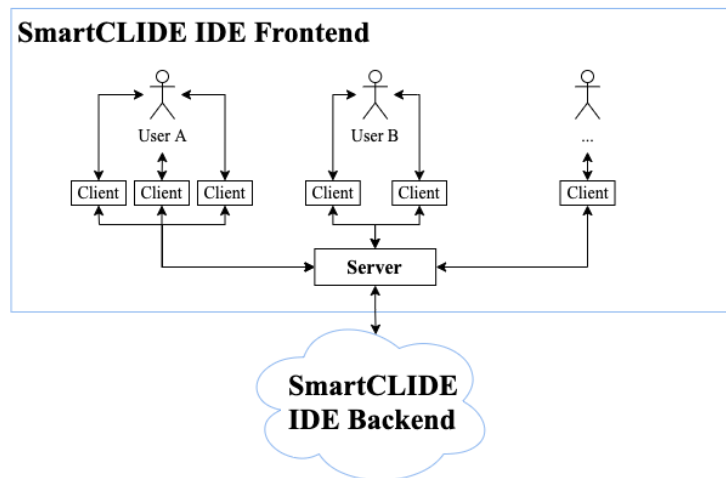 SmartCLIDE IDE Frontend
User A
User B
...
Client
Client
Client
Client
Client
Client
Server
SmartCLIDE
IDE Backend